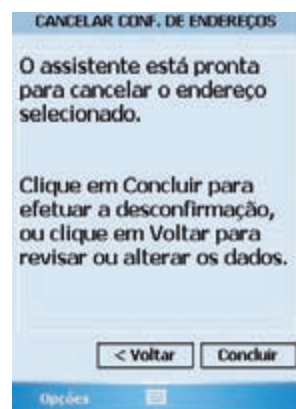 CANCELAR CONF. DE ENDEREÇOS
O assistente está pronta
para cancelar o endereço
selecionado.
Clique em Concluir para
efetuar a desconfirmação,
ou clique em Voltar para
revisar ou alterar os dados.
< Voltar
Concluir
Opções